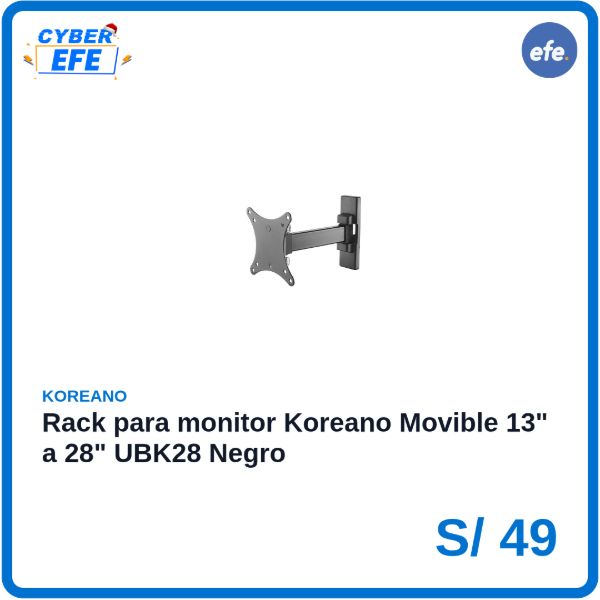 CYBER
EFE
efe.
KOREANO
Rack para monitor Koreano Movible 13"
a 28" UBK28 Negro
S/ 49